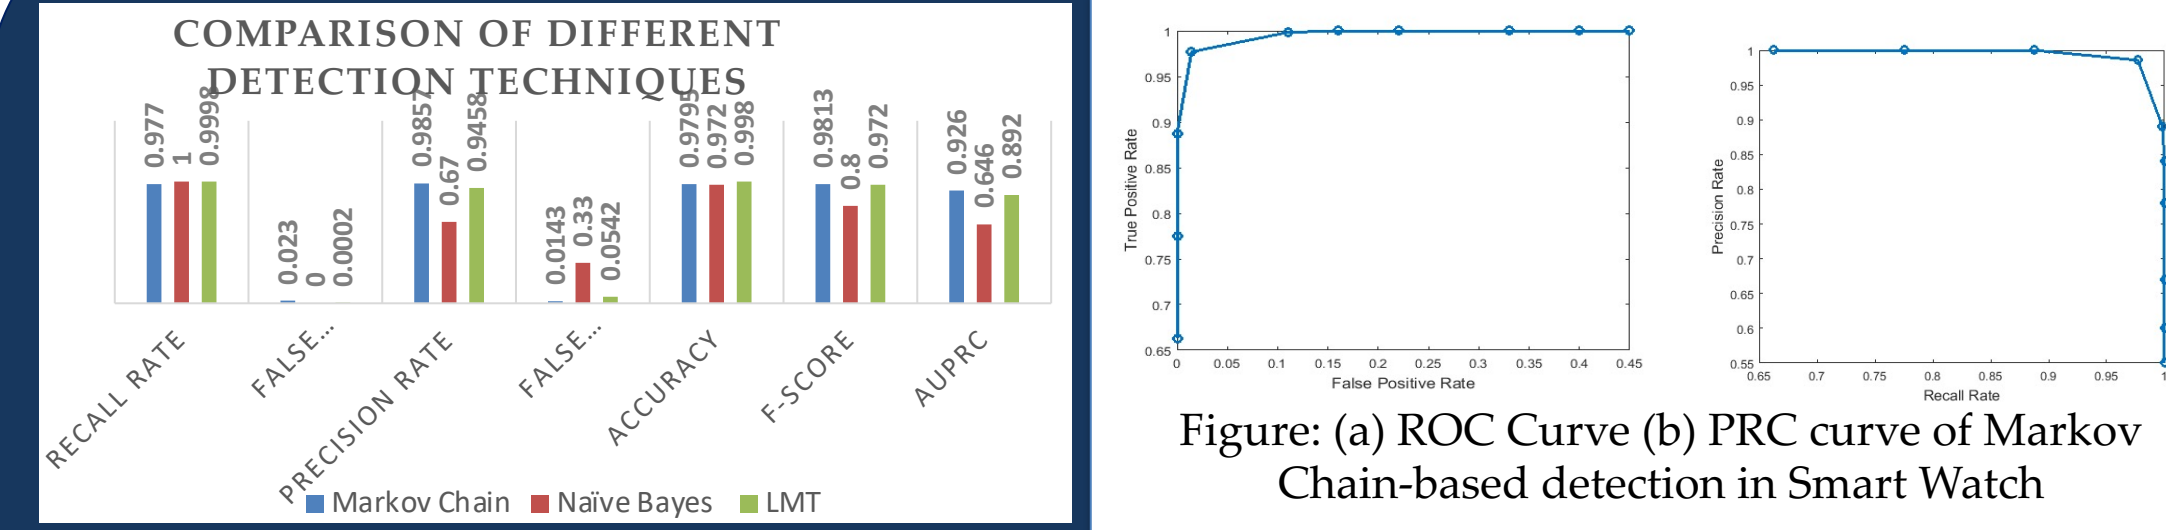 COMPARISON OF DIFFERENT
DETECTION TECHNIQUES
0.977
1
0.9998
0.023
0
0.0002
0.9857
0.67
0.9458
0.0143
0.33
0.0542
0.9795
0.972
0.998
0.9813
0.8
0.972
0.926
0.646
0.892
RECALL RATE
FALSE...
PRECISION RATE
FALSE...
ACCURACY
F-SCORE
AUPRC
Markov Chain Naïve Bayes LMT
True Positive Rate
1
0.95
0.9
0.85
0.8
0.75
0.7
0.65
0 0.05 0.1 0.15 0.2 0.25 0.3 0.35 0.4 0.45
False Positive Rate
Precision Rate
1
0.95
0.9
0.85
0.8
0.75
0.7
0.65
0.6
0.55
0.65 0.7 0.75 0.8 0.85 0.9 0.95 1
Recall Rate
Figure: (a) ROC Curve (b) PRC curve of Markov
Chain-based detection in Smart Watch